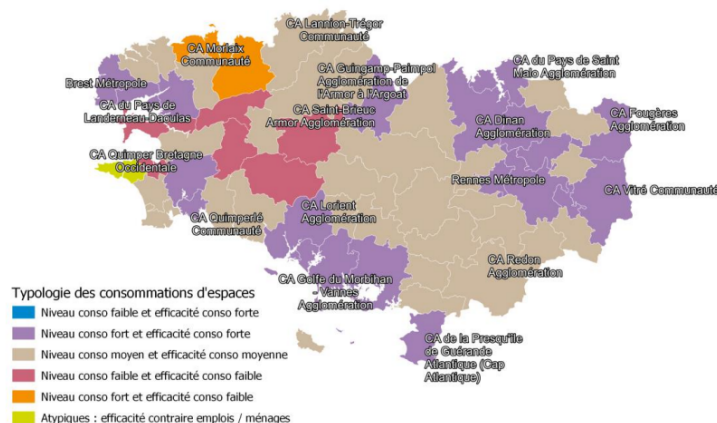 CA Lannion-Trégor
Communauté
CA Morlaix
Communauté
CA Guingamp-Paimpol
Agglomération de
l'Armor à l'Argoat
CA du Pays de Saint
Malo Agglomération
Brest Métropole
CA du Pays de
Landerneau-Daoulas
CA Saint-Brieuc
Armor Agglomération
CA Dinan
Agglomération
CA Fougères
Agglomération
CA Quimper Bretagne
Occidentale
Rennes Métropole
CA Vitré Communauté
CA Quimperlé
Communauté
CA Lorient
Agglomération
CA Redon
Agglomération
CA Golfe du Morbihan
- Vannes
Agglomération
CA de la Presqu'île
de Guérande
Atlantique (Cap
Atlantique)
Typologie des consommations d'espaces
Niveau conso faible et efficacité conso forte
Niveau conso fort et efficacité conso forte
Niveau conso moyen et efficacité conso moyenne
Niveau conso faible et efficacité conso faible
Niveau conso fort et efficacité conso faible
Atypiques : efficacité contraire emplois / ménages